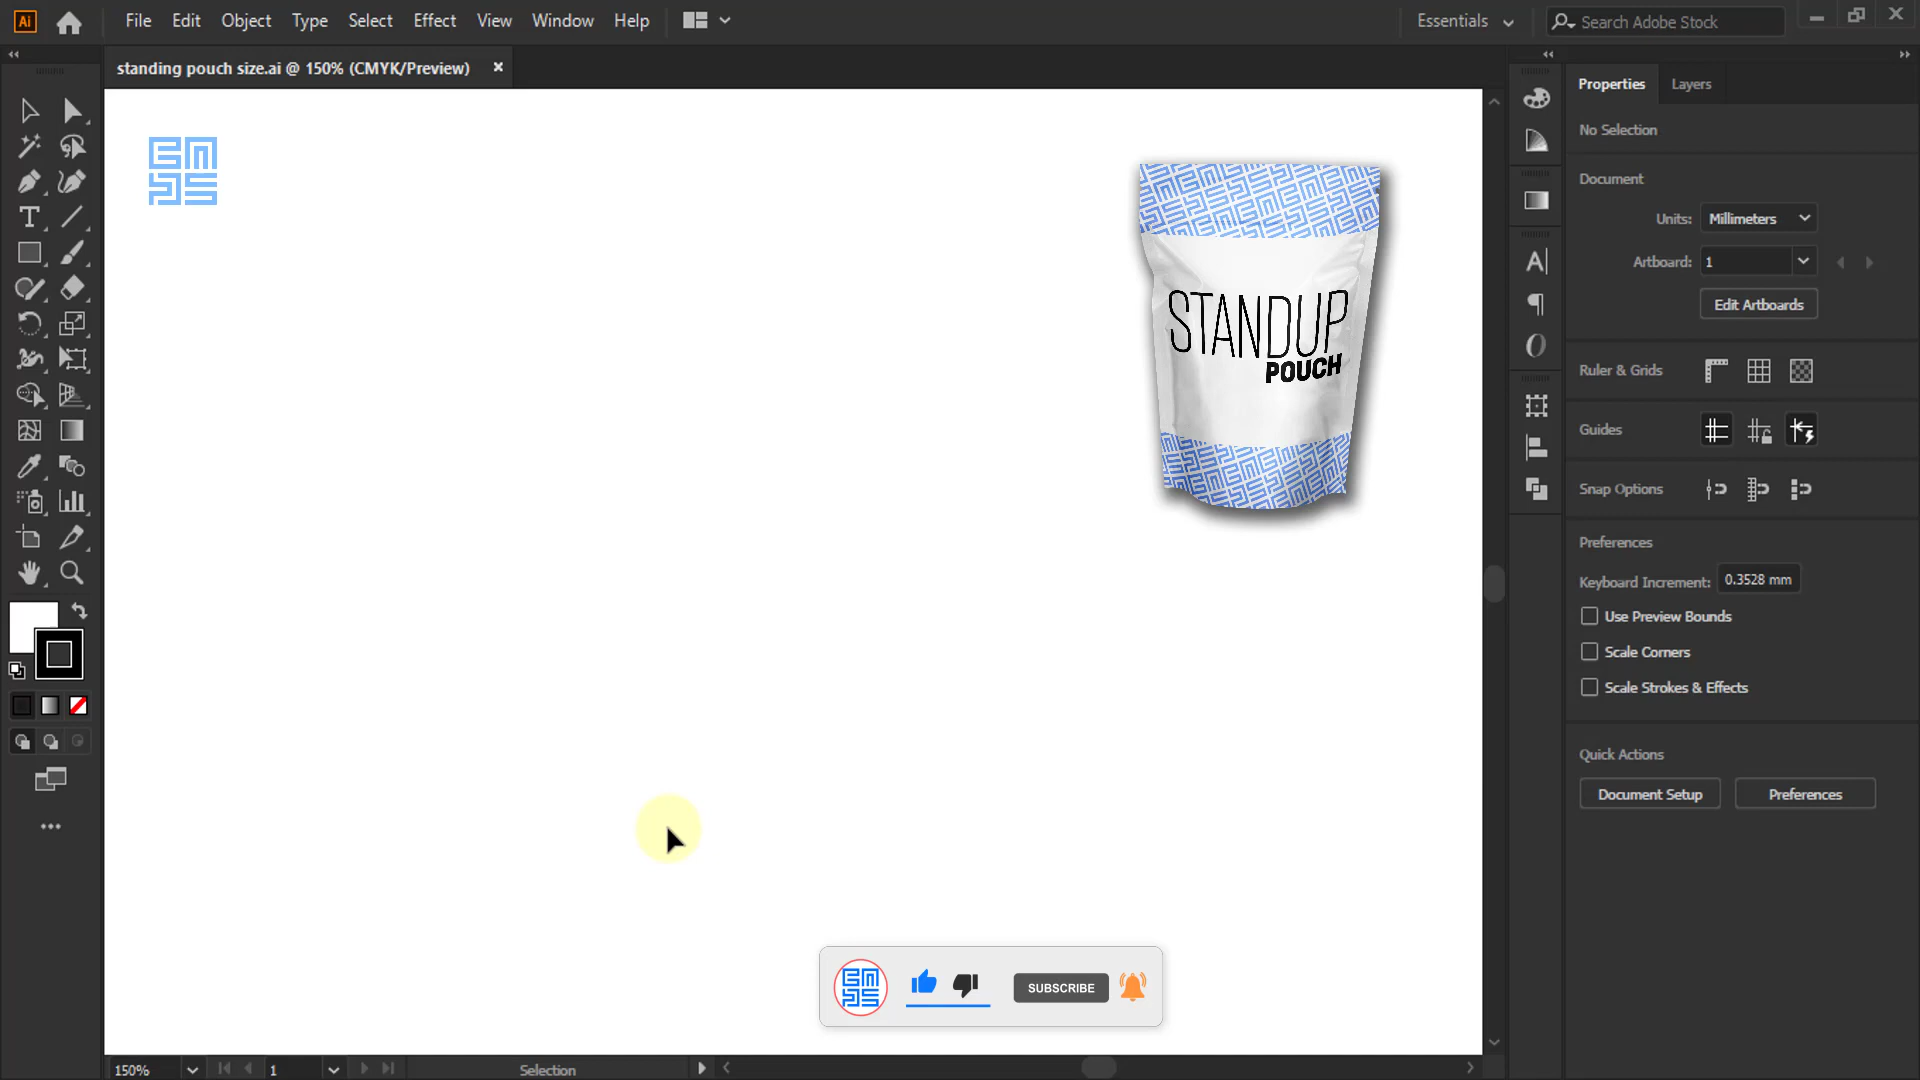 Ai
File Edit Object Type Select Effect View Window Help
Essentials
Search Adobe Stock
standing pouch size.ai @ 150% (CMYK/Preview)
Properties Layers
No Selection
Document
Units: Millimeters
Artboard: 1
Edit Artboards
Ruler & Grids
Guides
Snap Options
Preferences
Keyboard Increment: 0.3528 mm
Use Preview Bounds
Scale Corners
Scale Strokes & Effects
Quick Actions
Document Setup Preferences
STANDUP
POUCH
SUBSCRIBE
150% 1 Selection